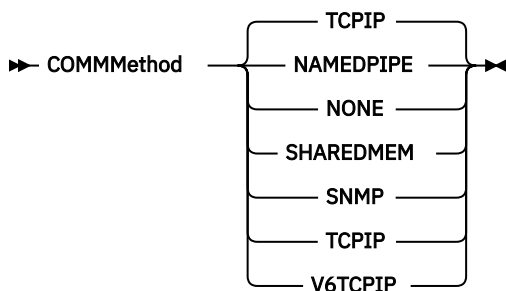 TCPIP
COMMMethod NAMEDPIPE
NONE
SHAREDMEM
SNMP
TCPIP
V6TCPIP